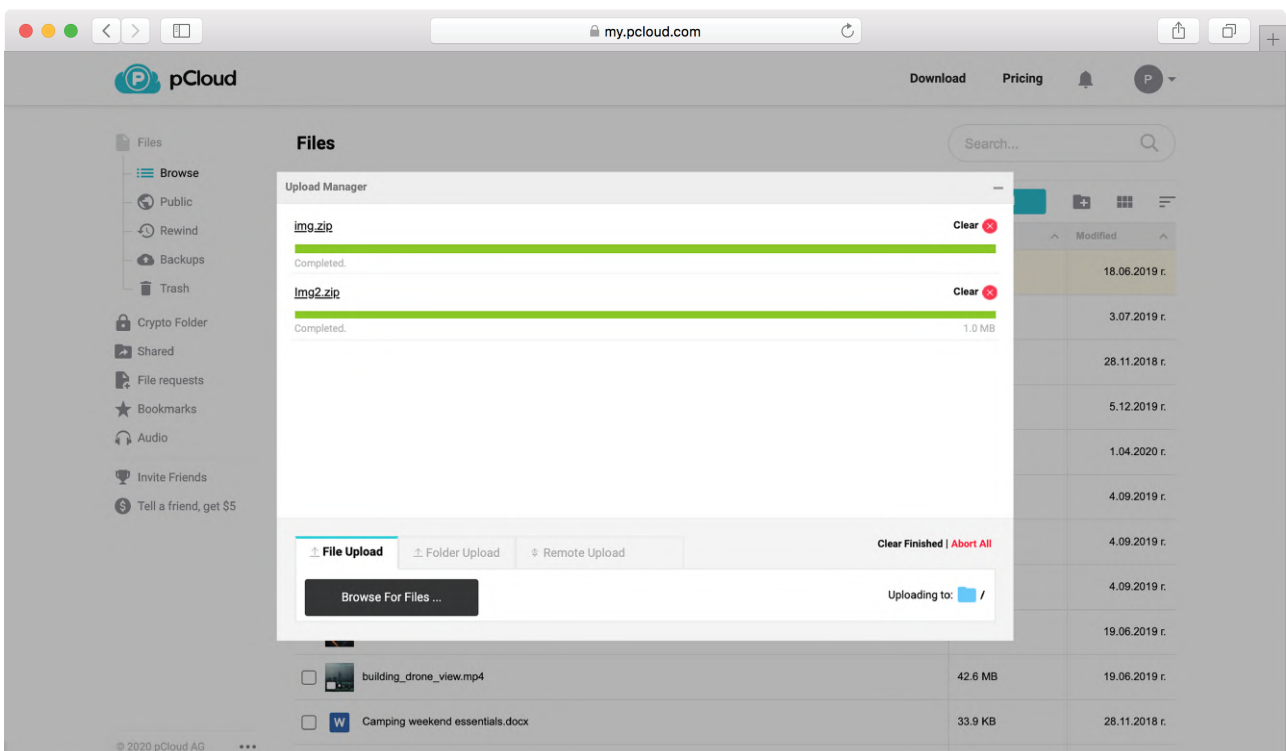 my.pcloud.com
pCloud
Download
Pricing
P
Files
Browse
Public
Rewind
Backups
Trash
Crypto Folder
Shared
File requests
Bookmarks
Audio
Invite Friends
Tell a friend, get $5
© 2020 pCloud AG
Files
Search...
Upload Manager
img.zip
Clear
Completed.
Img2.zip
Clear
Completed.
1.0 MB
File Upload
Folder Upload
Remote Upload
Clear Finished | Abort All
Browse For Files ...
Uploading to: /
Modified
18.06.2019 г.
3.07.2019 г.
28.11.2018 г.
5.12.2019 г.
1.04.2020 г.
4.09.2019 г.
4.09.2019 г.
4.09.2019 г.
19.06.2019 г.
building_drone_view.mp4
42.6 MB
19.06.2019 г.
W
Camping weekend essentials.docx
33.9 KB
28.11.2018 г.